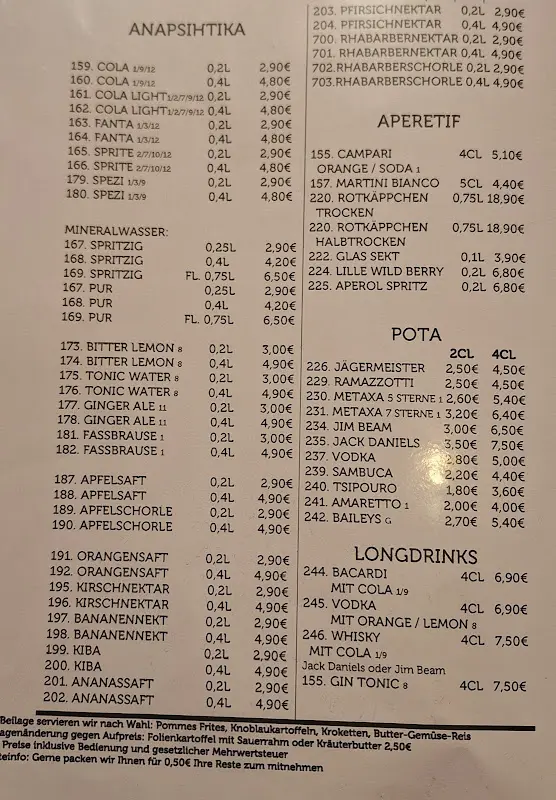 ANAPSIHTIKA
159. COLA 1/9/12 0,2L 2,90€
160. COLA 1/9/12 0,4L 4,80€
161. COLA LIGHT 1/2/7/9/12 0,2L 2,90€
162. COLA LIGHT 1/2/7/9/12 0,4L 4,80€
163. FANTA 1/3/12 0,2L 2,90€
164. FANTA 1/3/12 0,4L 4,80€
165. SPRITE 2/7/10/12 0,2L 2,90€
166. SPRITE 2/7/10/12 0,4L 4,80€
179. SPEZI 1/3/9 0,2L 2,90€
180. SPEZI 1/3/9 0,4L 4,80€
MINERALWASSER:
167. SPRITZIG 0,25L 2,90€
168. SPRITZIG 0,4L 4,20€
169. SPRITZIG FL. 0,75L 6,50€
167. PUR 0,25L 2,90€
168. PUR 0,4L 4,20€
169. PUR FL. 0,75L 6,50€
173. BITTER LEMON 8 0,2L 3,00€
174. BITTER LEMON 8 0,4L 4,90€
175. TONIC WATER 8 0,2L 3,00€
176. TONIC WATER 8 0,4L 4,90€
177. GINGER ALE 11 0,2L 3,00€
178. GINGER ALE 11 0,4L 4,90€
181. FASSBRAUSE 1 0,2L 3,00€
182. FASSBRAUSE 1 0,4L 4,90€
187. APFELSAFT 0,2L 2,90€
188. APFELSAFT 0,4L 4,90€
189. APFELSCHORLE 0,2L 2,90€
190. APFELSCHORLE 0,4L 4,90€
191. ORANGENSAFT 0,2L 2,90€
192. ORANGENSAFT 0,4L 4,90€
195. KIRSCHNEKTAR 0,2L 2,90€
196. KIRSCHNEKTAR 0,4L 4,90€
197. BANANENNEKT 0,2L 2,90€
198. BANANENNEKT 0,4L 4,90€
199. KIBA 0,2L 2,90€
200. KIBA 0,4L 4,90€
201. ANANASSAFT 0,2L 2,90€
202. ANANASSAFT 0,4L 4,90€
203. PFIRSICHNEKTAR 0,2L 2,90€
204. PFIRSICHNEKTAR 0,4L 4,90€
700. RHABARBERNEKTAR 0,2L 2,90€
701. RHABARBERNEKTAR 0,4L 4,90€
702.RHABARBERSCHORLE 0,2L 2,90€
703.RHABARBERSCHORLE 0,4L 4,90€
APERETIF
155. CAMPARI 4CL 5,10€
ORANGE / SODA 1
157. MARTINI BIANCO 5CL 4,40€
220. ROTKÄPPCHEN 0,75L 18,90€
TROCKEN
220. ROTKÄPPCHEN 0,75L 18,90€
HALBTROCKEN
222. GLAS SEKT 0,1L 3,90€
224. LILLE WILD BERRY 0,2L 6,80€
225. APEROL SPRITZ 0,2L 6,80€
POTA
2CL 4CL
226. JÄGERMEISTER 2,50€ 4,50€
229. RAMAZZOTTI 2,50€ 4,50€
230. METAXA 5 STERNE 1 2,60€ 5,40€
231. METAXA 7 STERNE 1 3,20€ 6,40€
234. JIM BEAM 3,00€ 6,50€
235. JACK DANIELS 3,50€ 7,50€
237. VODKA 2,80€ 5,00€
239. SAMBUCA 2,20€ 4,40€
240. TSIPOURO 1,80€ 3,60€
241. AMARETTO 1 2,00€ 4,00€
242. BAILEYS G 2,70€ 5,40€
LONGDRINKS
244. BACARDI 4CL 6,90€
MIT COLA 1/9
245. VODKA 4CL 6,90€
MIT ORANGE / LEMON 8
246. WHISKY 4CL 7,50€
MIT COLA 1/9
Jack Daniels oder Jim Beam
155. GIN TONIC 8 4CL 7,50€
Beilage servieren wir nach Wahl: Pommes Frites, Knoblaukartoffeln, Kroketten, Butter-Gemüse-Reis
agenänderung gegen Aufpreis: Folienkartoffel mit Sauerrahm oder Kräuterbutter 2,50€
Preise inklusive Bedienung und gesetzlicher Mehrwertsteuer
teinfo: Gerne packen wir Ihnen für 0,50€ Ihre Reste zum mitnehmen